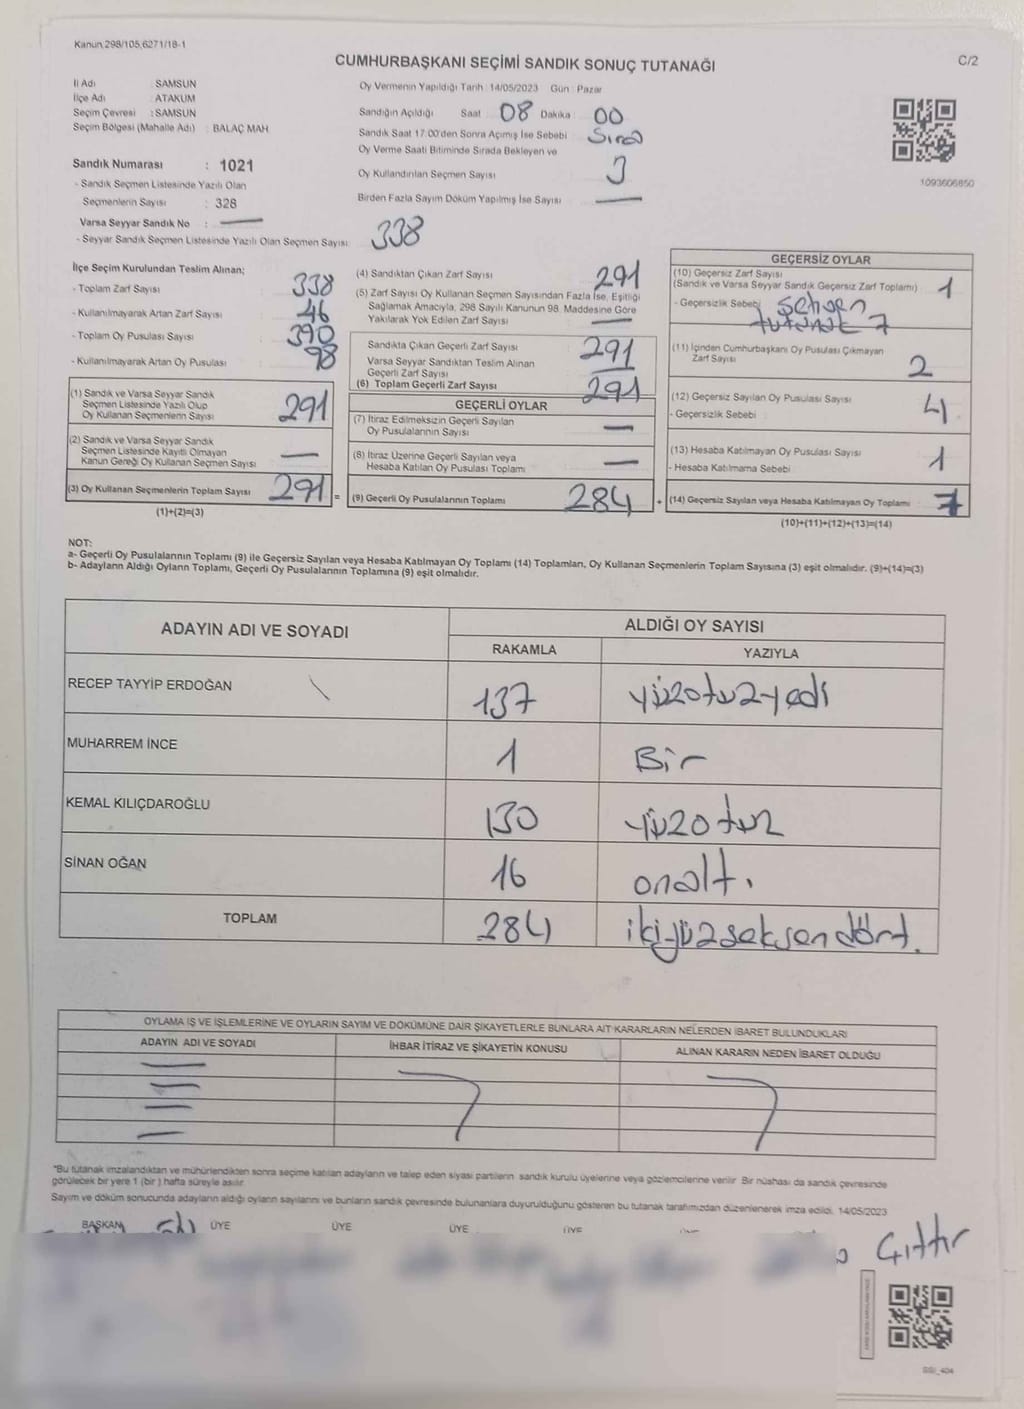 Kanun.298/105,6271/18-1
CUMHURBAŞKANI SEÇİMİ SANDIK SONUÇ TUTANAĞI
C/2
İl Adı : SAMSUN
İlçe Adı : ATAKUM
Seçim Çevresi : SAMSUN
Seçim Bölgesi (Mahalle Adı) : BALAÇ MAH
Sandık Numarası : 1021
- Sandık Seçmen Listesinde Yazılı Olan
Seçmenlerin Sayısı : 328
Varsa Seyyar Sandık No : —
- Seyyar Sandık Seçmen Listesinde Yazılı Olan Seçmen Sayısı: 338
Oy Vermenin Yapıldığı Tarih :14/05/2023 Gün : Pazar
Sandığın Açıldığı Saat : 08 Dakika : 00
Sandık Saat 17.00'den Sonra Açımış İse Sebebi
Oy Verme Saati Bitiminde Sırada Bekleyen ve
Oy Kullandırılan Seçmen Sayısı 3
Birden Fazla Sayım Döküm Yapılmış İse Sayısı —
1093606850
İlçe Seçim Kurulundan Teslim Alınan;
- Toplam Zarf Sayısı 338
- Kullanılmayarak Artan Zarf Sayısı 46
- Toplam Oy Pusulası Sayısı 390
- Kullanılmayarak Artan Oy Pusulası 98
(1) Sandık ve Varsa Seyyar Sandık
Seçmen Listesinde Yazılı Olup
Oy Kullanan Seçmenlerin Sayısı 291
(2) Sandık ve Varsa Seyyar Sandık
Seçmen Listesinde Kayıtlı Olmayan
Kanun Gereği Oy Kullanan Seçmen Sayısı —
(3) Oy Kullanan Seçmenlerin Toplam Sayısı 291 =
(1)+(2)=(3)
(4) Sandıktan Çıkan Zarf Sayısı 291
(5) Zarf Sayısı Oy Kullanan Seçmen Sayısından Fazla İse, Eşitliği
Sağlamak Amacıyla, 298 Sayılı Kanunun 98. Maddesine Göre
Yakılarak Yok Edilen Zarf Sayısı —
Sandıkta Çıkan Geçerli Zarf Sayısı 291
Varsa Seyyar Sandıktan Teslim Alınan
Geçerli Zarf Sayısı —
(6) Toplam Geçerli Zarf Sayısı 291
GEÇERLİ OYLAR
(7) İtiraz Edilmeksizin Geçerli Sayılan
Oy Pusulalarının Sayısı —
(8) İtiraz Üzerine Geçerli Sayılan veya
Hesaba Katılan Oy Pusulası Toplamı —
(9) Geçerli Oy Pusulalarının Toplamı 284 +
GEÇERSİZ OYLAR
(10) Geçersiz Zarf Sayısı
(Sandık ve Varsa Seyyar Sandık Geçersiz Zarf Toplamı) 1
- Geçersizlik Sebebi
(11) İçinden Cumhurbaşkanı Oy Pusulası Çıkmayan
Zarf Sayısı 2
(12) Geçersiz Sayılan Oy Pusulası Sayısı 4
- Geçersizlik Sebebi
(13) Hesaba Katılmayan Oy Pusulası Sayısı 1
- Hesaba Katılmama Sebebi
(14) Geçersiz Sayılan veya Hesaba Katılmayan Oy Toplamı 7
(10)+(11)+(12)+(13)=(14)
NOT:
a- Geçerli Oy Pusulalarının Toplamı (9) ile Geçersiz Sayılan veya Hesaba Katılmayan Oy Toplamı (14) Toplamları, Oy Kullanan Seçmenlerin Toplam Sayısına (3) eşit olmalıdır. (9)+(14)=(3)
b- Adayların Aldığı Oyların Toplamı, Geçerli Oy Pusulalarının Toplamına (9) eşit olmalıdır.
ADAYIN ADI VE SOYADI
ALDIĞI OY SAYISI
RAKAMLA YAZIYLA
RECEP TAYYİP ERDOĞAN 137 yüzotuzyedi
MUHARREM İNCE 1 Bir
KEMAL KILIÇDAROĞLU 130 yüzotuz
SİNAN OĞAN 16 onaltı
TOPLAM 284 ikiyüzseksendört.
OYLAMA İŞ VE İŞLEMLERİNE VE OYLARIN SAYIM VE DÖKÜMÜNE DAİR ŞİKAYETLERLE BUNLARA AİT KARARLARIN NELERDEN İBARET BULUNDUKLARI
ADAYIN ADI VE SOYADI İHBAR İTİRAZ VE ŞİKAYETİN KONUSU ALINAN KARARIN NEDEN İBARET OLDUĞU
*Bu tutanak imzalandıktan ve mühürlendikten sonra seçime katılan adayların ve talep eden siyasi partilerin sandık kurulu üyelerine veya gözlemcilerine verilir. Bir nüshası da sandık çevresinde
görülecek bir yere 1 (bir ) hafta süreyle asılır.
Sayım ve döküm sonucunda adayların aldığı oyların sayılarını ve bunların sandık çevresinde bulunanlara duyurulduğunu gösteren bu tutanak tarafımızdan düzenlenerek imza edildi. 14/05/2023
BAŞKAN ÜYE ÜYE ÜYE ÜYE
Gittir